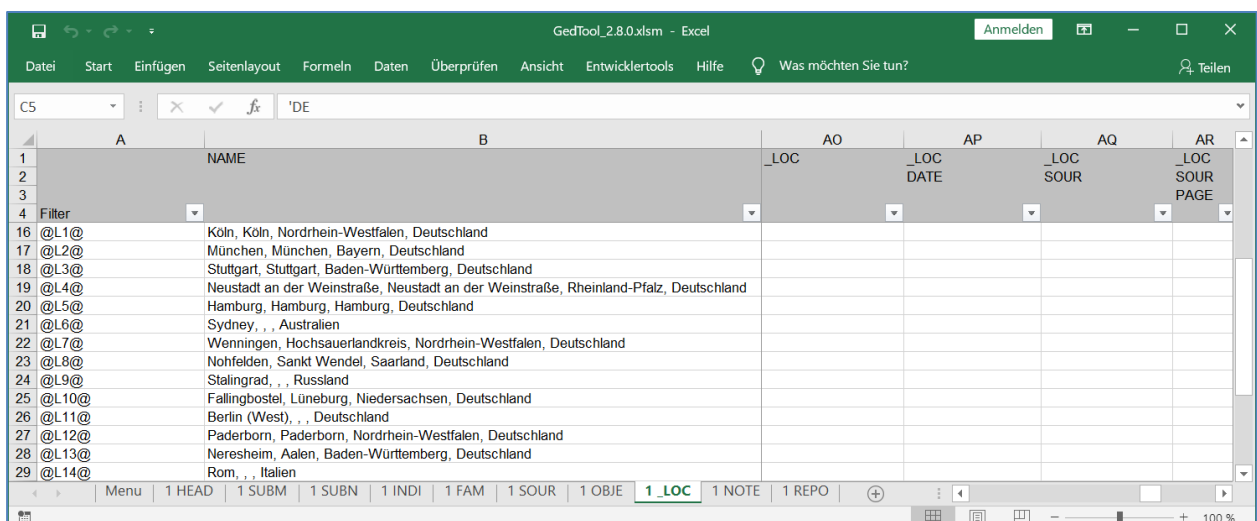 GedTool_2.8.0.xlsm - Excel Anmelden
Datei Start Einfügen Seitenlayout Formeln Daten Überprüfen Ansicht Entwicklertools Hilfe Was möchten Sie tun? Teilen
C5 fx 'DE
A B AO AP AQ AR
1 NAME _LOC _LOC _LOC _LOC
2 DATE SOUR SOUR
3 PAGE
4 Filter
16 @L1@ Köln, Köln, Nordrhein-Westfalen, Deutschland
17 @L2@ München, München, Bayern, Deutschland
18 @L3@ Stuttgart, Stuttgart, Baden-Württemberg, Deutschland
19 @L4@ Neustadt an der Weinstraße, Neustadt an der Weinstraße, Rheinland-Pfalz, Deutschland
20 @L5@ Hamburg, Hamburg, Hamburg, Deutschland
21 @L6@ Sydney, , , Australien
22 @L7@ Wenningen, Hochsauerlandkreis, Nordrhein-Westfalen, Deutschland
23 @L8@ Nohfelden, Sankt Wendel, Saarland, Deutschland
24 @L9@ Stalingrad, , , Russland
25 @L10@ Fallingbostel, Lüneburg, Niedersachsen, Deutschland
26 @L11@ Berlin (West), , , Deutschland
27 @L12@ Paderborn, Paderborn, Nordrhein-Westfalen, Deutschland
28 @L13@ Neresheim, Aalen, Baden-Württemberg, Deutschland
29 @L14@ Rom, , , Italien
Menu 1 HEAD 1 SUBM 1 SUBN 1 INDI 1 FAM 1 SOUR 1 OBJE 1 _LOC 1 NOTE 1 REPO
100 %